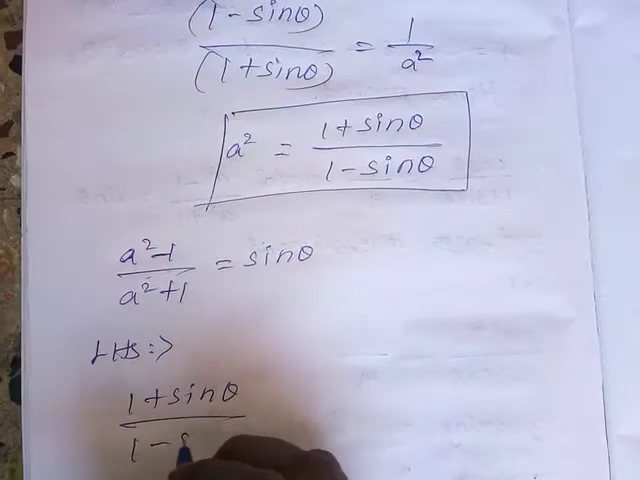 (1-sinθ)/(1+sinθ) = 1/a²
a² = 1+sinθ/1-sinθ
a²-1/a²+1 = sinθ
LHS:>
1+sinθ/1-s